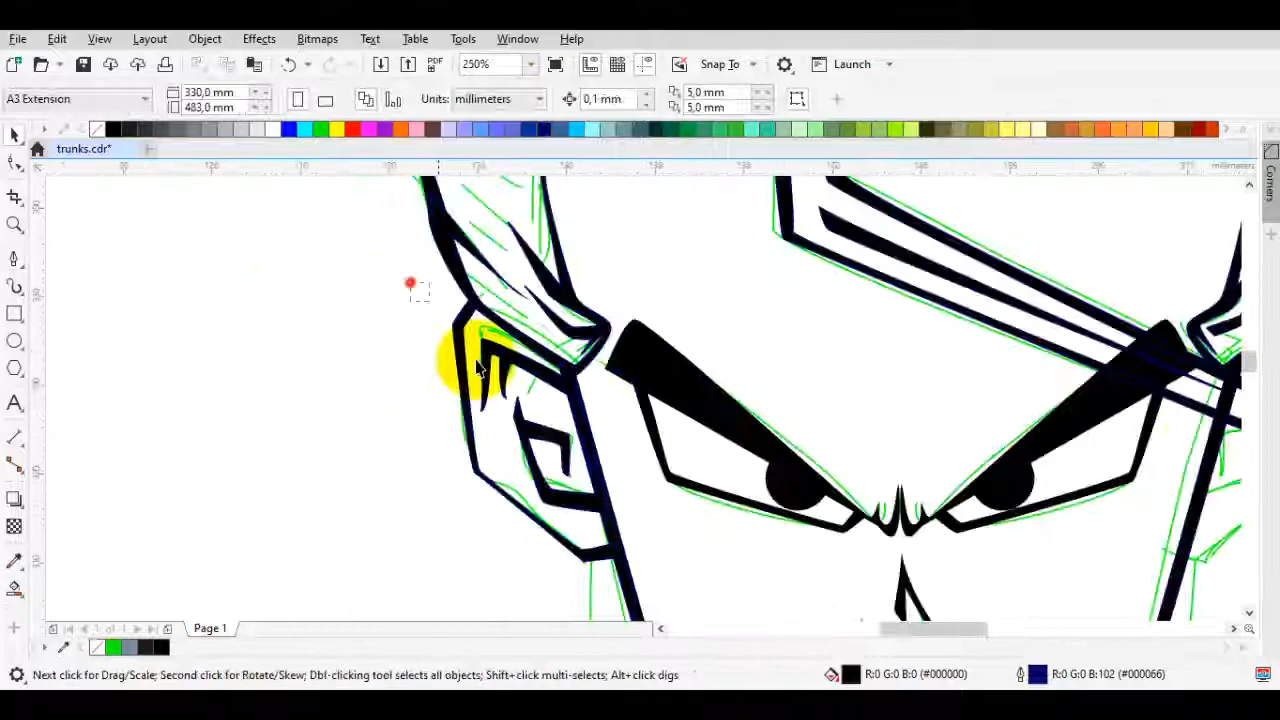 File Edit View Layout Object Effects Bitmaps Text Table Tools Window Help
PDF 250% Snap To Launch
A3 Extension 330,0 mm 483,0 mm Units: millimeters 0,1 mm 5,0 mm 5,0 mm
trunks.cdr*
millimeters
Corners
Page 1
Next click for Drag/Scale; Second click for Rotate/Skew; Dbl-clicking tool selects all objects; Shift+click multi-selects; Alt+click digs R:0 G:0 B:0 (#000000) R:0 G:0 B:102 (#000066)